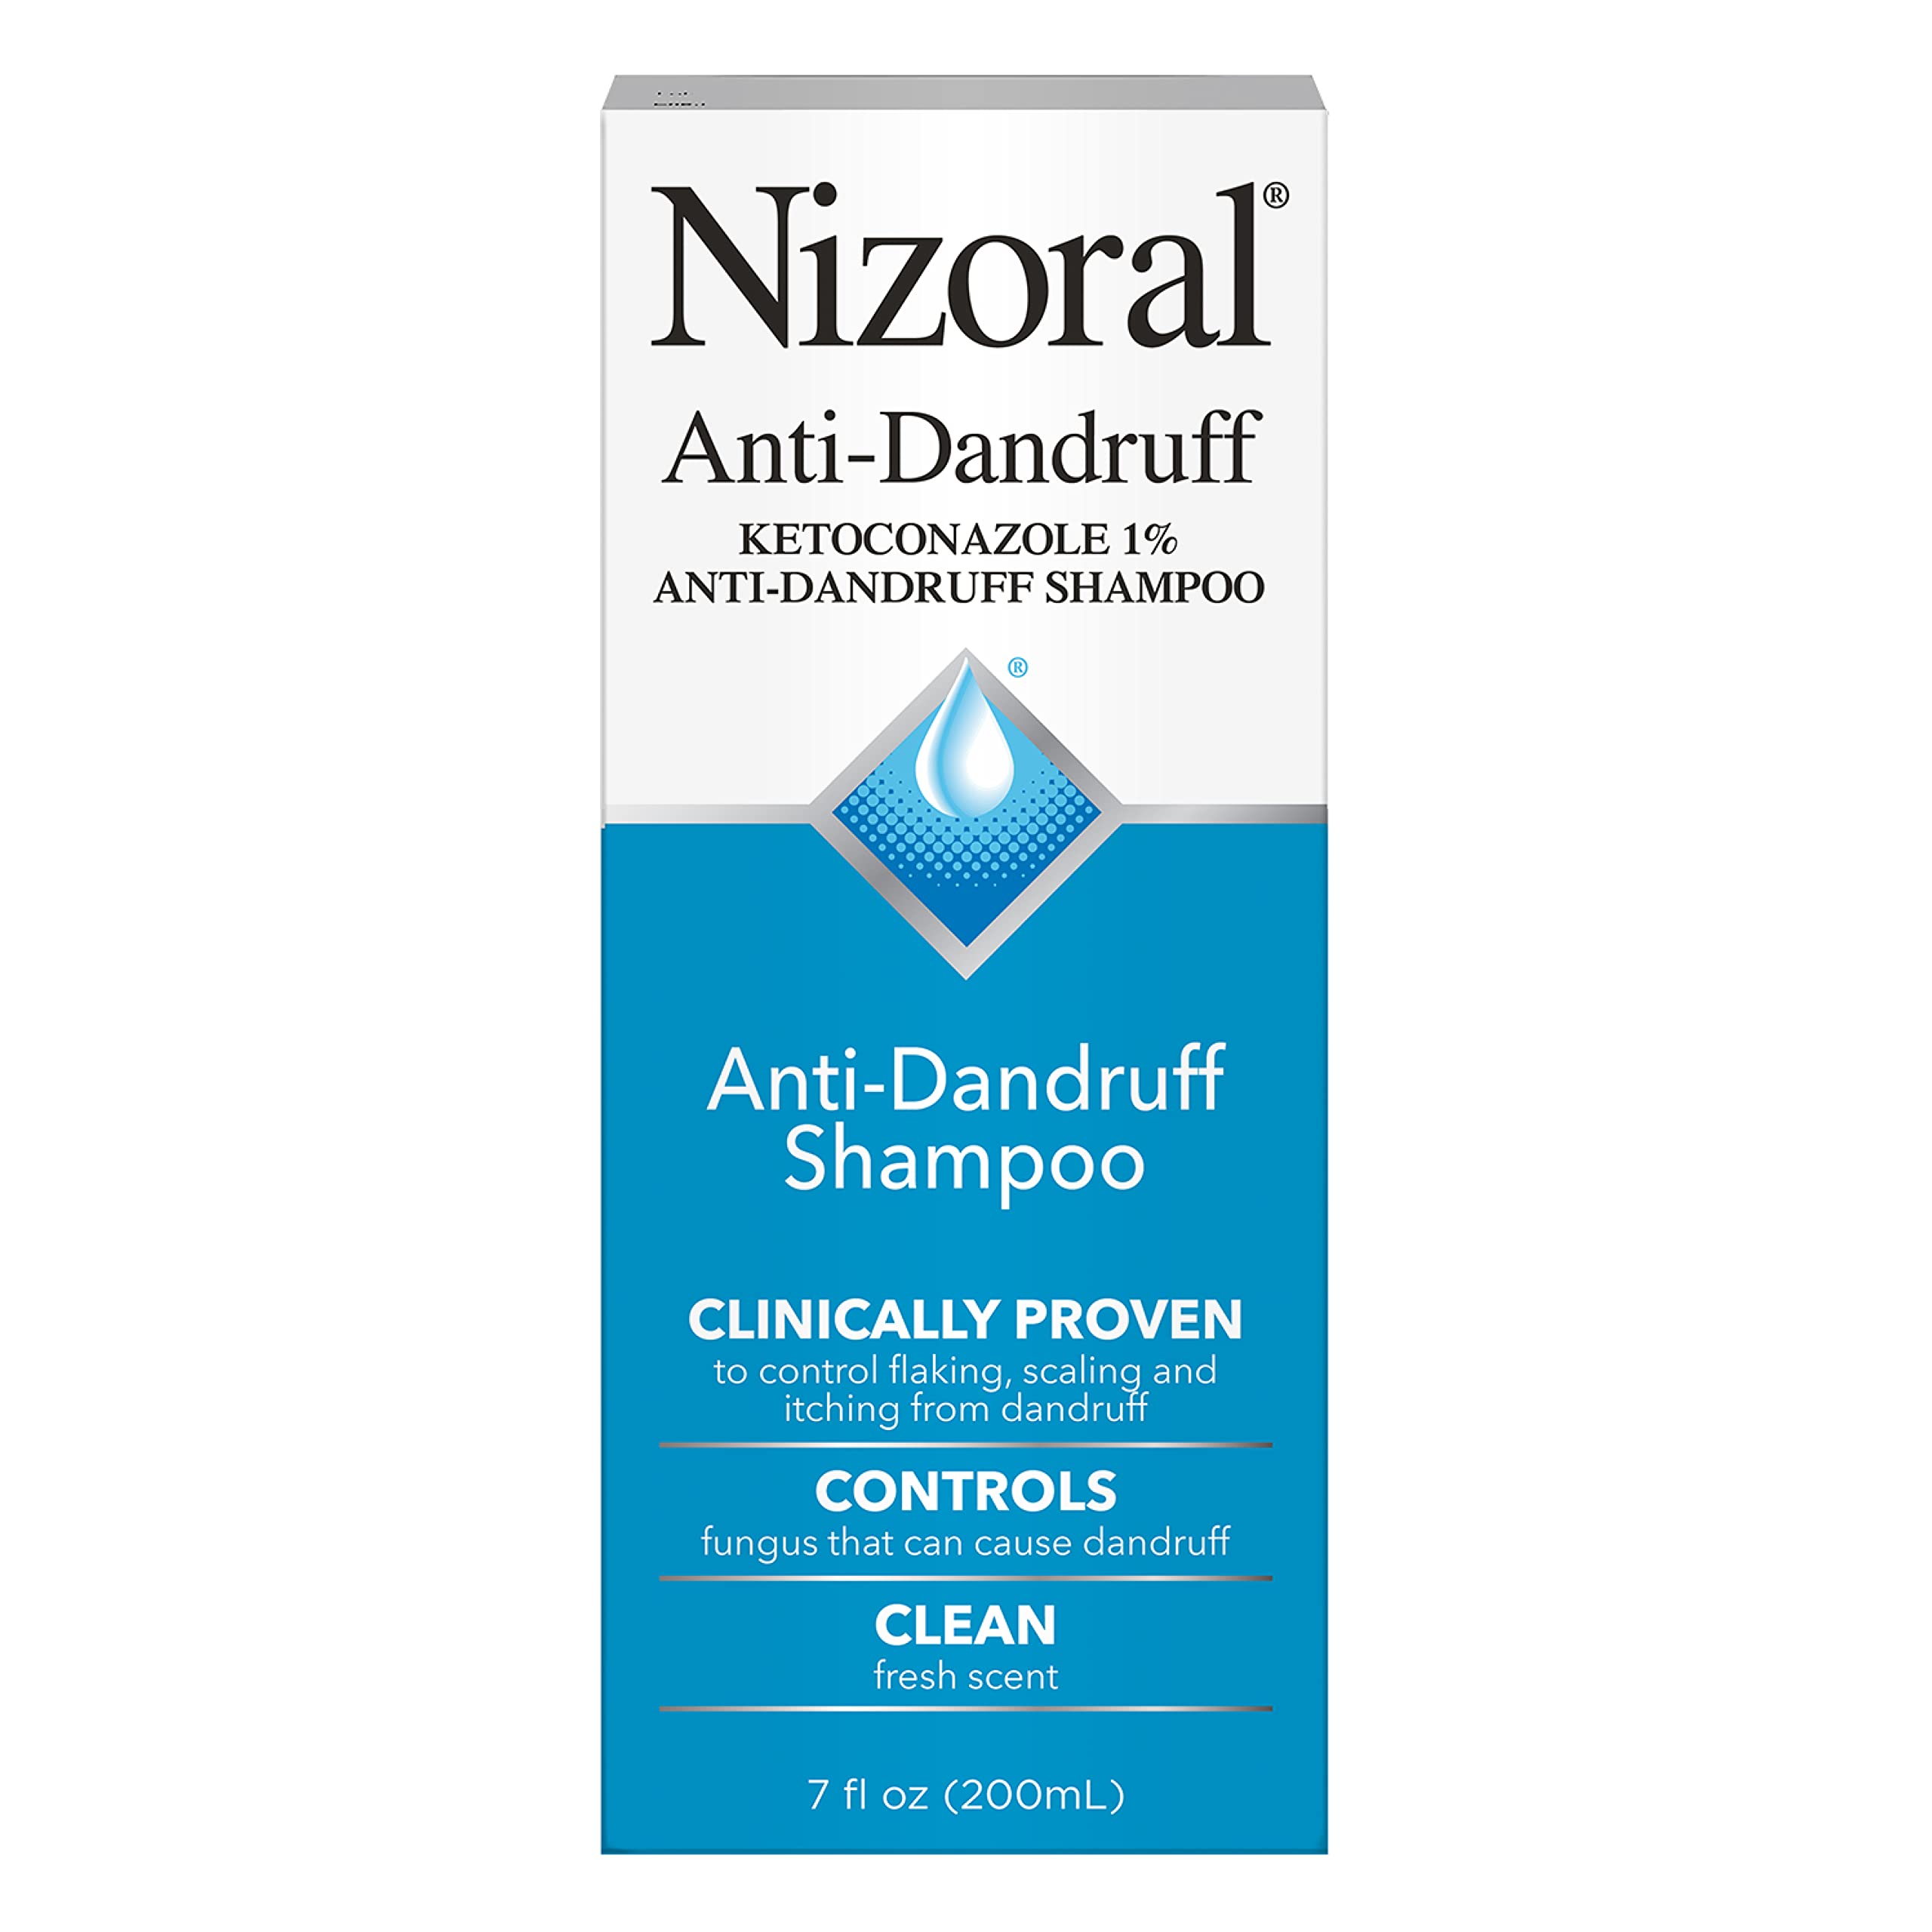 Nizoral®
Anti-Dandruff
KETOCONAZOLE 1%
ANTI-DANDRUFF SHAMPOO
®
Anti-Dandruff
Shampoo
CLINICALLY PROVEN
to control flaking, scaling and
itching from dandruff
CONTROLS
fungus that can cause dandruff
CLEAN
fresh scent
7 fl oz (200mL)